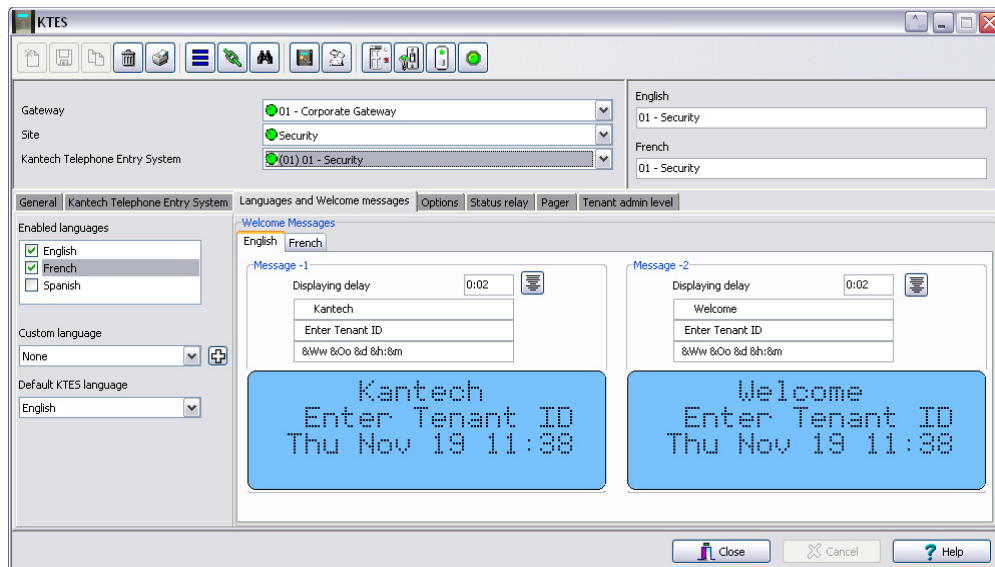 KTES
Gateway
01 - Corporate Gateway
Site
Security
Kantech Telephone Entry System
(01) 01 - Security
English
01 - Security
French
01 - Security
General
Kantech Telephone Entry System
Languages and Welcome messages
Options
Status relay
Pager
Tenant admin level
Enabled languages
English
French
Spanish
Custom language
None
Default KTES language
English
Welcome Messages
English
French
Message -1
Displaying delay
0:02
Kantech
Enter Tenant ID
&Ww &Oo &d &h:&m
Kantech
Enter Tenant ID
Thu Nov 19 11:38
Message -2
Displaying delay
0:02
Welcome
Enter Tenant ID
&Ww &Oo &d &h:&m
Welcome
Enter Tenant ID
Thu Nov 19 11:38
Close
Cancel
Help